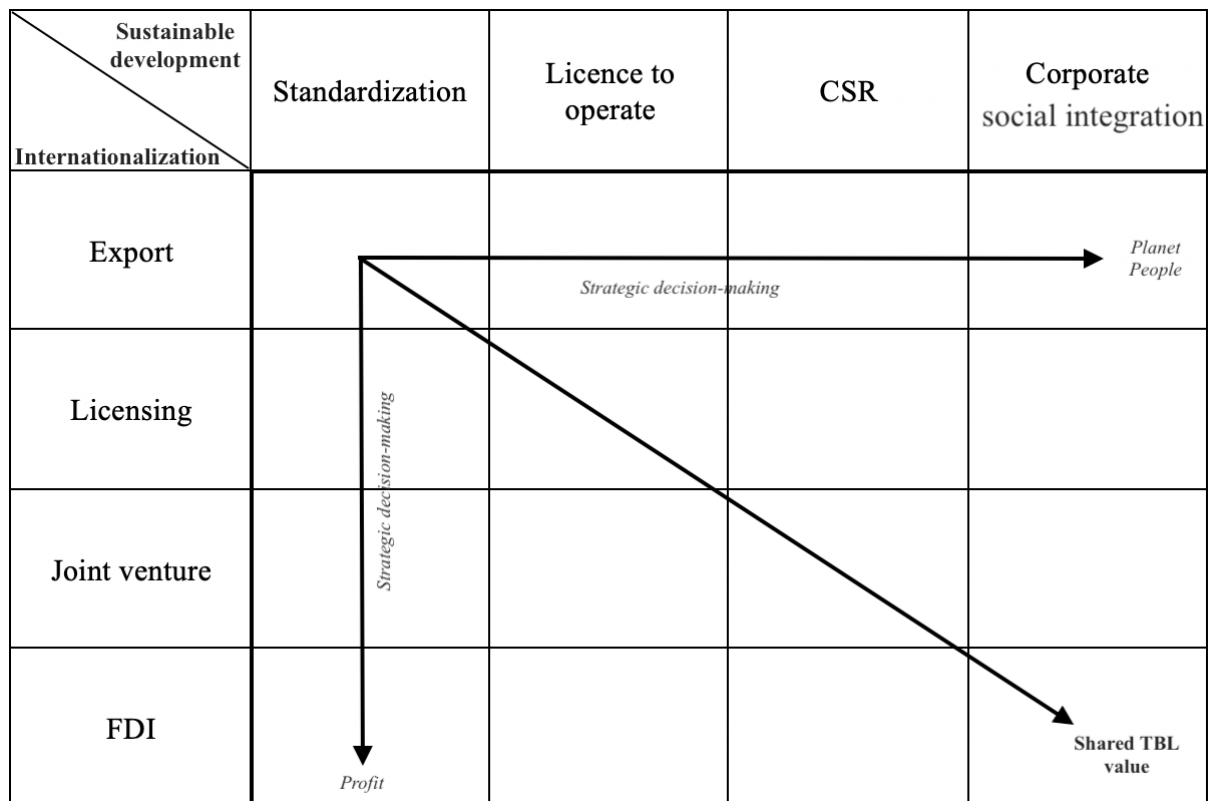 Sustainable
development
Internationalization
Standardization
Licence to
operate
CSR
Corporate
social integration
Export
Planet
People
Strategic decision-making
Licensing
Strategic decision-making
Joint venture
FDI
Profit
Shared TBL
value